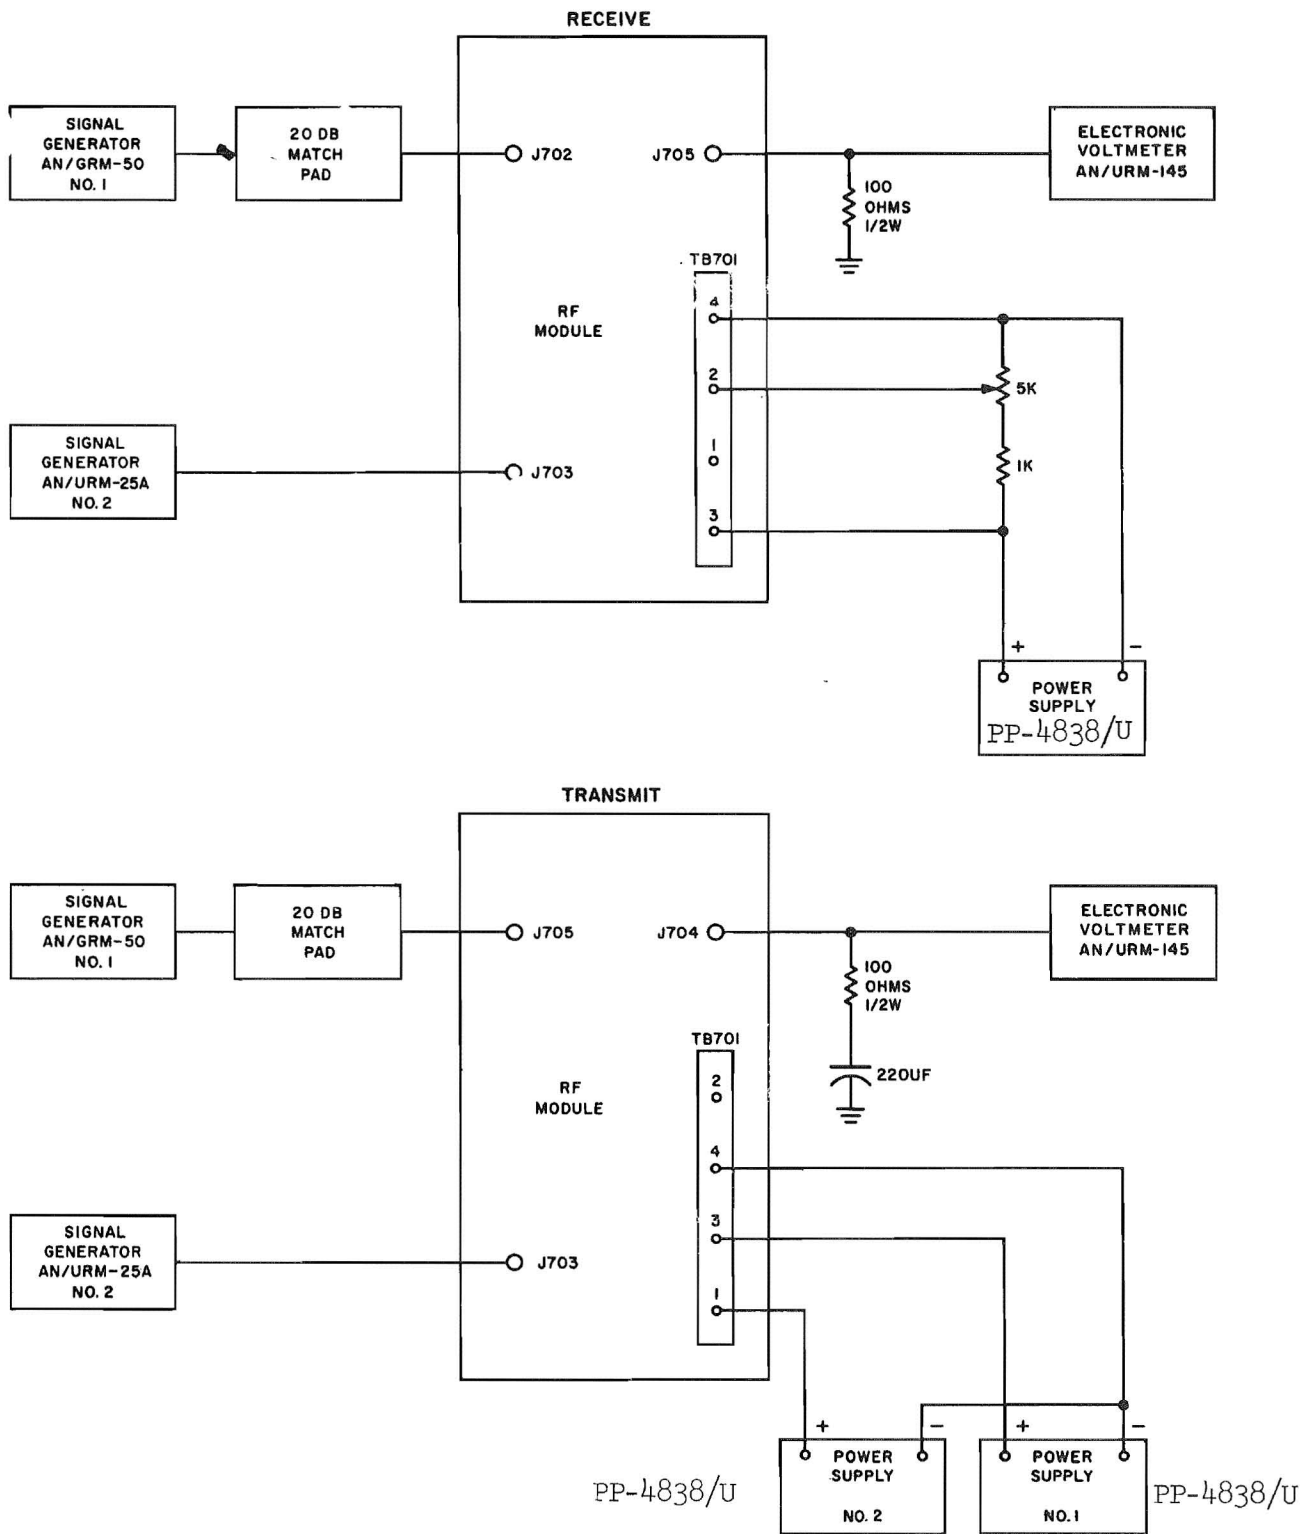 RECEIVE
SIGNAL
GENERATOR
AN/GRM-50
NO. 1
20 DB
MATCH
PAD
J702
J705
ELECTRONIC
VOLTMETER
AN/URM-145
100
OHMS
1/2W
TB701
4
RF
MODULE
2
5K
SIGNAL
GENERATOR
AN/URM-25A
NO. 2
J703
1
1K
3
+
-
POWER
SUPPLY
PP-4838/U
TRANSMIT
SIGNAL
GENERATOR
AN/GRM-50
NO. 1
20 DB
MATCH
PAD
J705
J704
ELECTRONIC
VOLTMETER
AN/URM-145
100
OHMS
1/2W
TB701
2
220UF
RF
MODULE
4
SIGNAL
GENERATOR
AN/URM-25A
NO. 2
J703
3
1
+
-
+
-
PP-4838/U
POWER
SUPPLY
NO. 2
POWER
SUPPLY
NO. 1
PP-4838/U